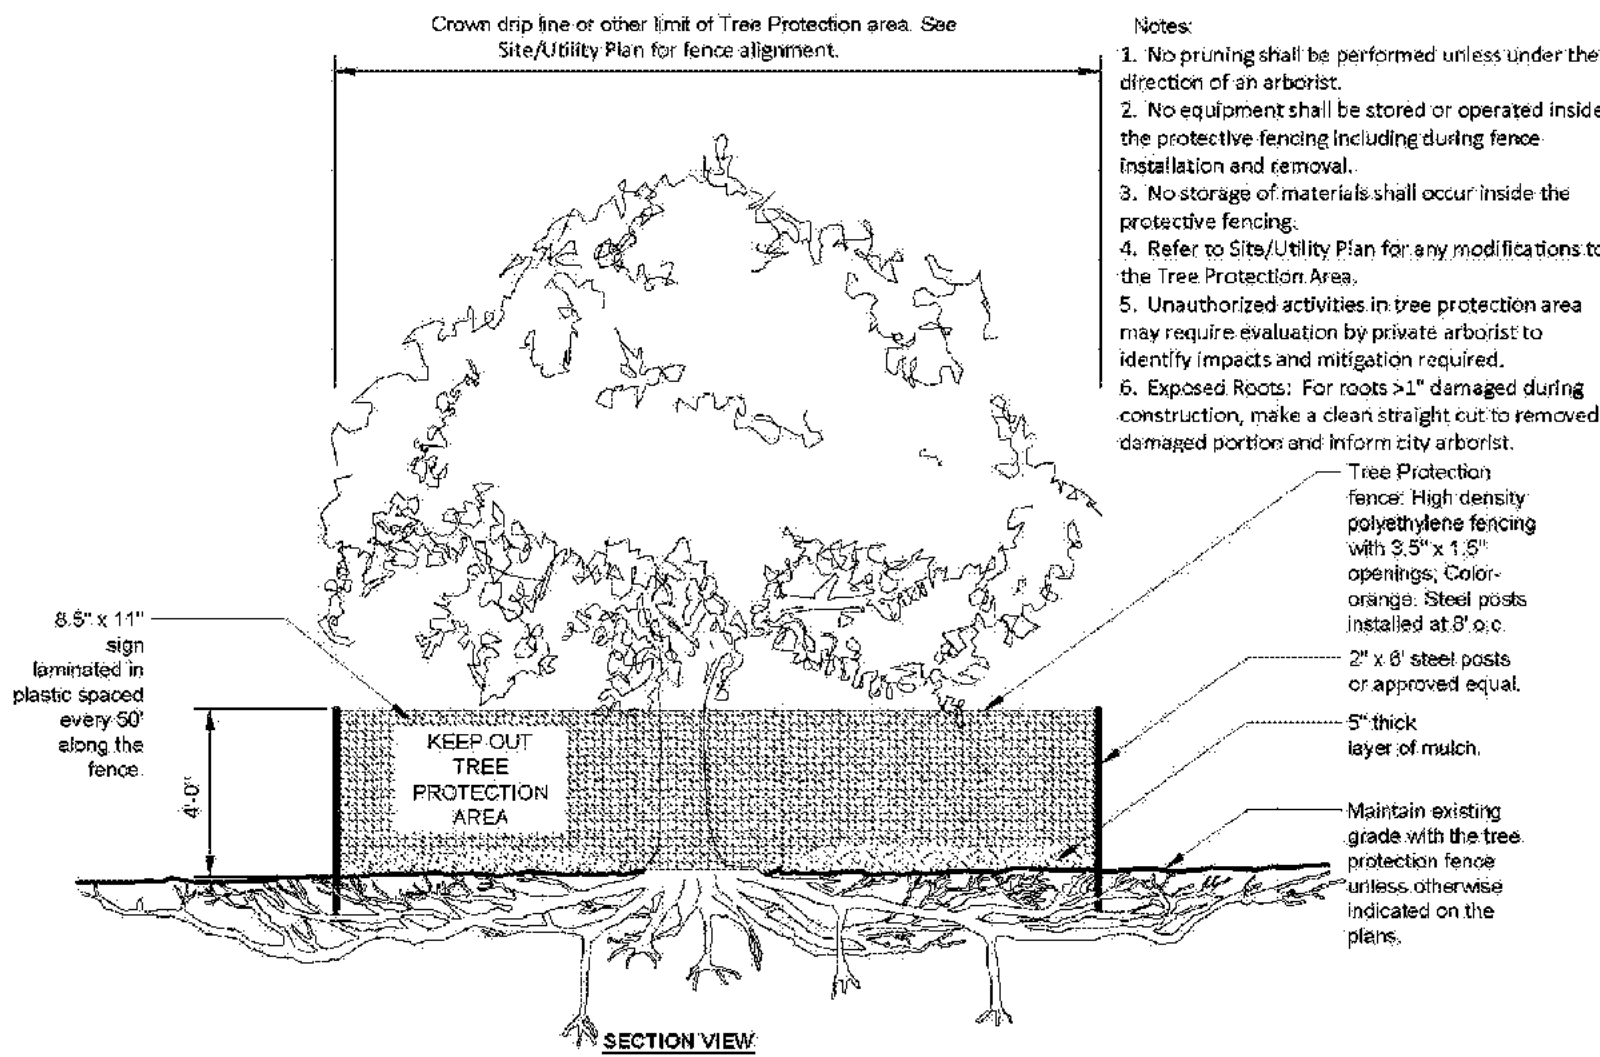 Crown drip line or other limit of Tree Protection area. See
Site/Utility Plan for fence alignment.
Notes:
1. No pruning shall be performed unless under the
direction of an arborist.
2. No equipment shall be stored or operated inside
the protective fencing including during fence
installation and removal.
3. No storage of materials shall occur inside the
protective fencing.
4. Refer to Site/Utility Plan for any modifications to
the Tree Protection Area.
5. Unauthorized activities in tree protection area
may require evaluation by private arborist to
identify impacts and mitigation required.
6. Exposed Roots: For roots >1" damaged during
construction, make a clean straight cut to removed
damaged portion and inform city arborist.
Tree Protection
fence: High density
polyethylene fencing
with 3.5" x 1.5"
openings; Color-
orange. Steel posts
installed at 8' o.c.
2" x 6' steel posts
or approved equal.
5" thick
layer of mulch.
Maintain existing
grade with the tree
protection fence
unless otherwise
indicated on the
plans.
8.5" x 11"
sign
laminated in
plastic spaced
every 50'
along the
fence.
4'-0"
KEEP OUT
TREE
PROTECTION
AREA
SECTION VIEW